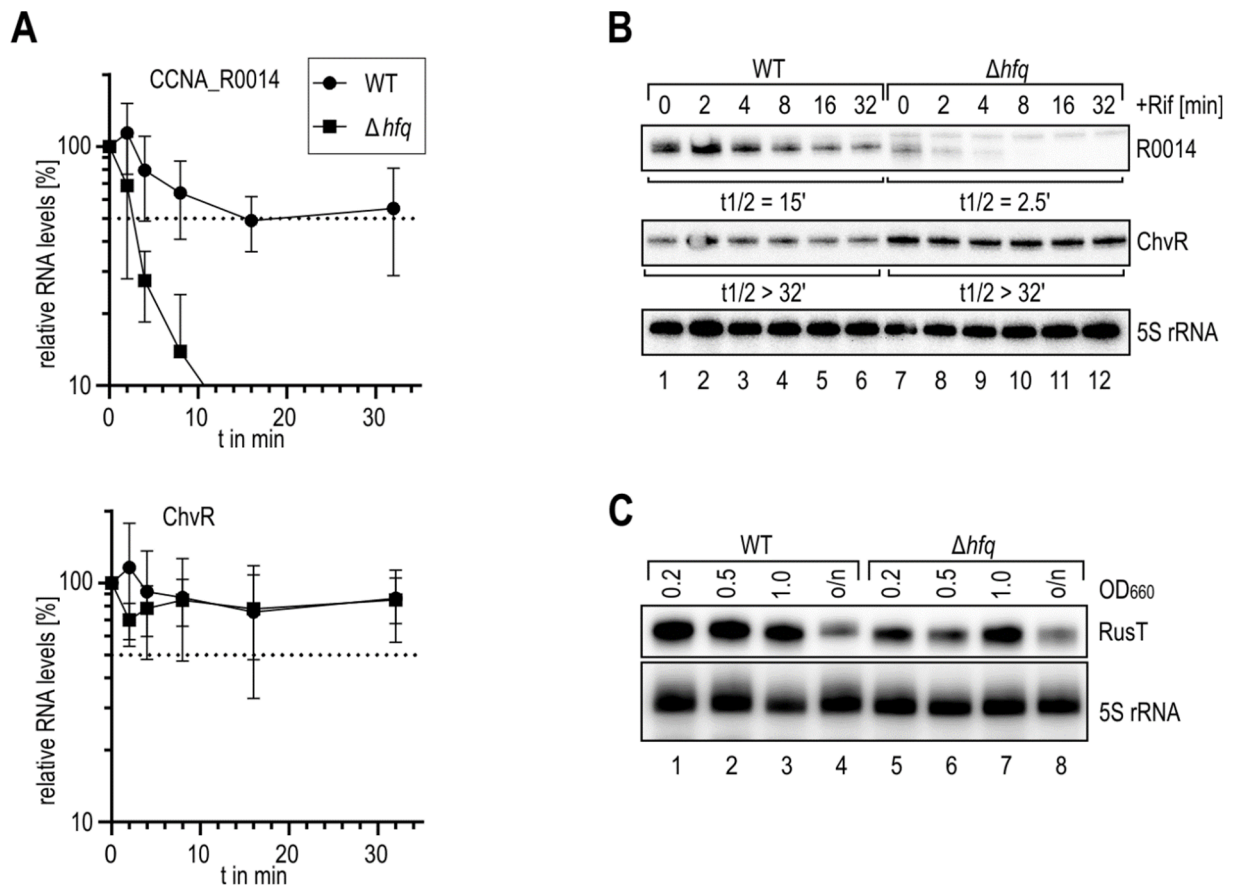 A
CCNA_R0014
WT
Δhfq
relative RNA levels [%]
100
10
0 10 20 30
t in min
ChvR
relative RNA levels [%]
100
10
0 10 20 30
t in min
B
WT Δhfq
0 2 4 8 16 32 0 2 4 8 16 32 +Rif [min]
R0014
t1/2 = 15' t1/2 = 2.5'
ChvR
t1/2 > 32' t1/2 > 32'
5S rRNA
1 2 3 4 5 6 7 8 9 10 11 12
C
WT Δhfq
0.2 0.5 1.0 o/n 0.2 0.5 1.0 o/n OD660
RusT
5S rRNA
1 2 3 4 5 6 7 8